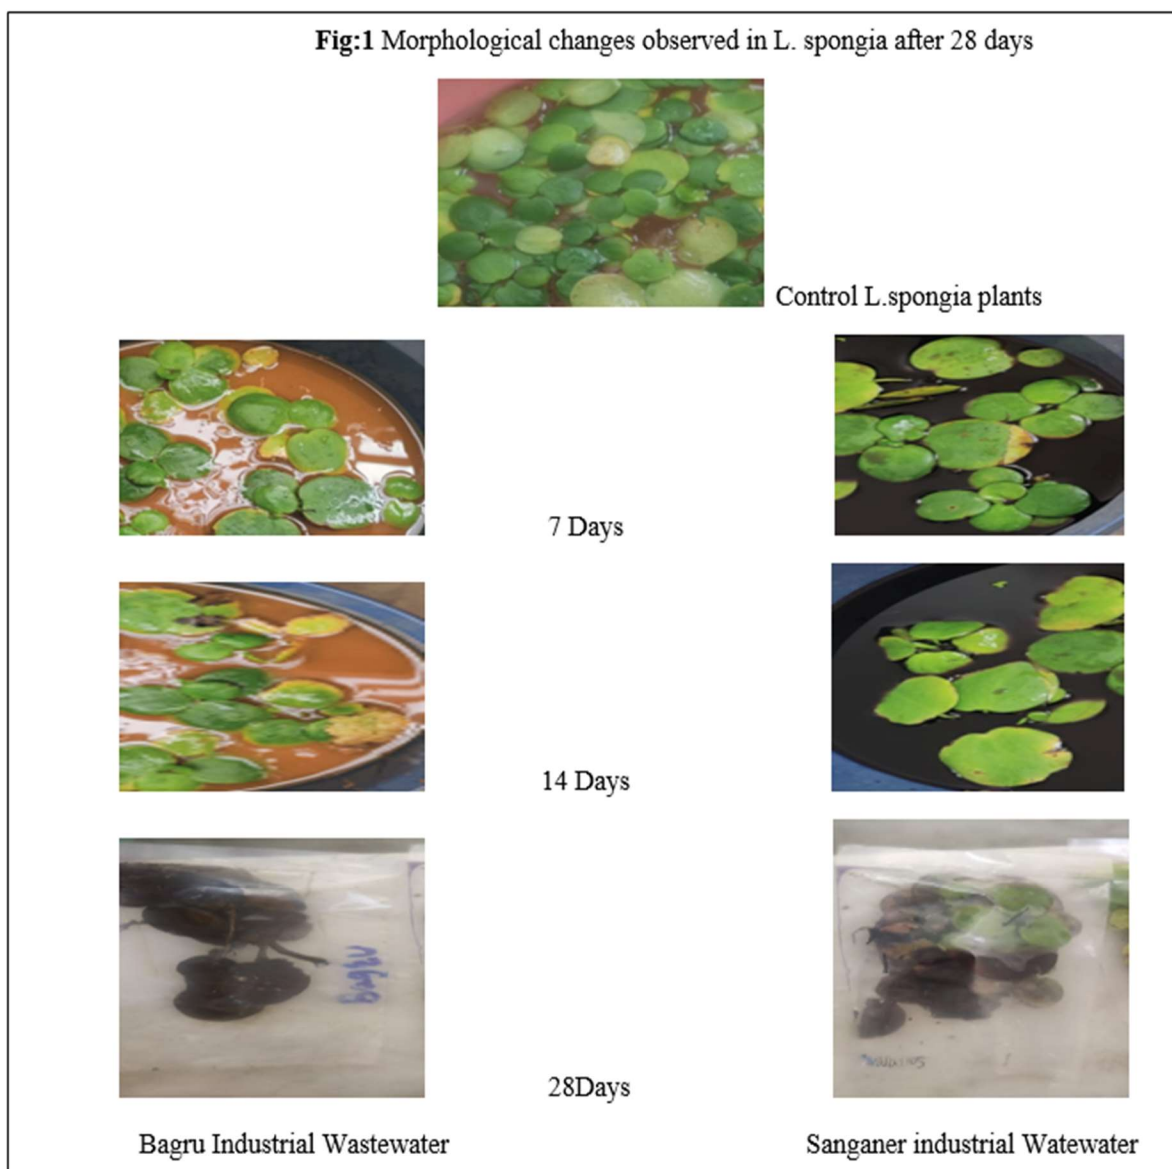 Fig:1 Morphological changes observed in L. spongia after 28 days
Control L.spongia plants
7 Days
14 Days
Bagru
28Days
Bagru Industrial Wastewater
Sanganer industrial Watewater